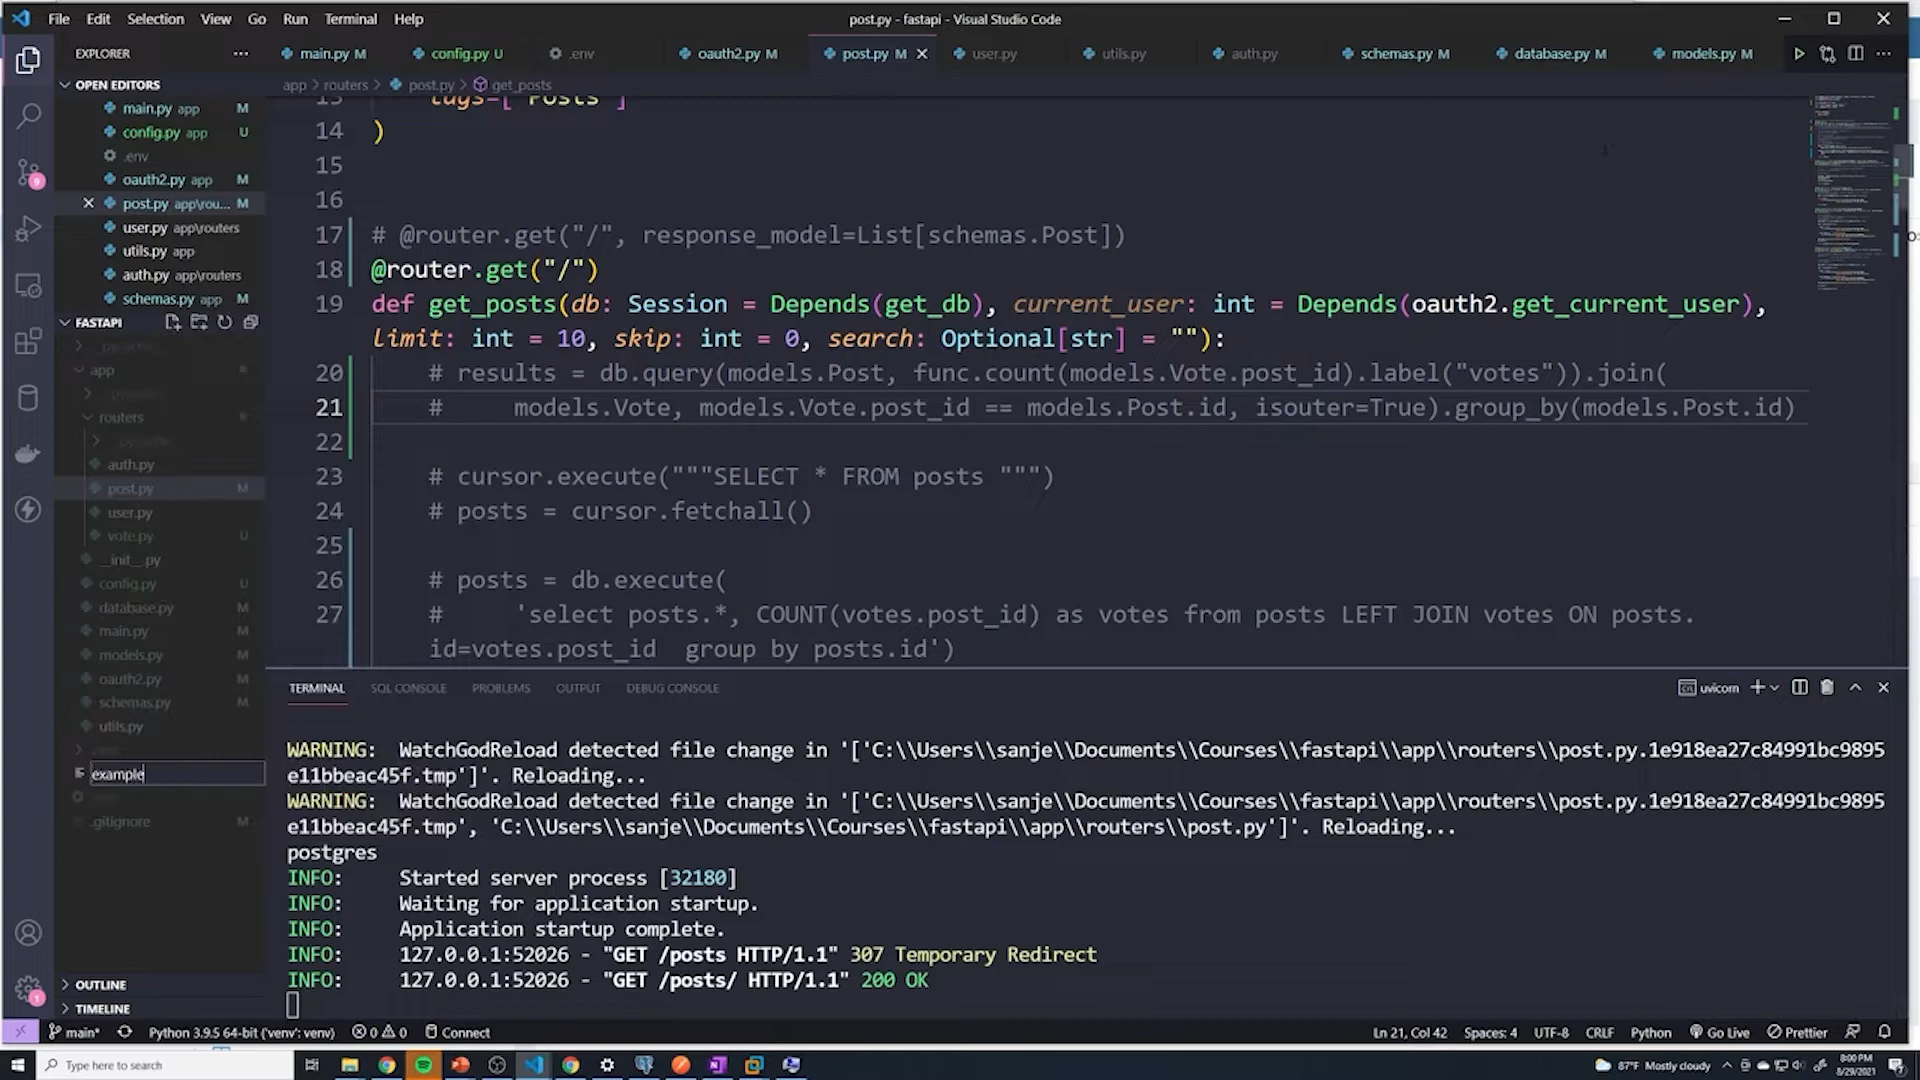 File Edit Selection View Go Run Terminal Help
post.py - fastapi - Visual Studio Code
EXPLORER
main.py M
config.py U
.env
oauth2.py M
post.py M
user.py
utils.py
auth.py
schemas.py M
database.py M
models.py M
OPEN EDITORS
main.py app M
config.py app U
.env
oauth2.py app M
post.py app\rou... M
user.py app\routers
utils.py app
auth.py app\routers
schemas.py app M
FASTAPI
app
routers
auth.py
post.py M
user.py
vote.py U
__init__.py
config.py U
database.py M
main.py M
models.py M
oauth2.py M
schemas.py M
utils.py
example
.gitignore M
OUTLINE
TIMELINE
app > routers > post.py > get_posts
13 tags=['Posts']
14 )
15
16
17 # @router.get("/", response_model=List[schemas.Post])
18 @router.get("/")
19 def get_posts(db: Session = Depends(get_db), current_user: int = Depends(oauth2.get_current_user),
limit: int = 10, skip: int = 0, search: Optional[str] = ""):
20 # results = db.query(models.Post, func.count(models.Vote.post_id).label("votes")).join(
21 #     models.Vote, models.Vote.post_id == models.Post.id, isouter=True).group_by(models.Post.id)
22
23 # cursor.execute("""SELECT * FROM posts """)
24 # posts = cursor.fetchall()
25
26 # posts = db.execute(
27 #     'select posts.*, COUNT(votes.post_id) as votes from posts LEFT JOIN votes ON posts.
id=votes.post_id  group by posts.id')
TERMINAL SQL CONSOLE PROBLEMS OUTPUT DEBUG CONSOLE
uvicorn
WARNING:  WatchGodReload detected file change in '['C:\\Users\\sanje\\Documents\\Courses\\fastapi\\app\\routers\\post.py.1e918ea27c84991bc9895
e11bbeac45f.tmp']'. Reloading...
WARNING:  WatchGodReload detected file change in '['C:\\Users\\sanje\\Documents\\Courses\\fastapi\\app\\routers\\post.py.1e918ea27c84991bc9895
e11bbeac45f.tmp', 'C:\\Users\\sanje\\Documents\\Courses\\fastapi\\app\\routers\\post.py']'. Reloading...
postgres
INFO:     Started server process [32180]
INFO:     Waiting for application startup.
INFO:     Application startup complete.
INFO:     127.0.0.1:52026 - "GET /posts HTTP/1.1" 307 Temporary Redirect
INFO:     127.0.0.1:52026 - "GET /posts/ HTTP/1.1" 200 OK
main* Python 3.9.5 64-bit ('venv': venv) 0 0 Connect
Ln 21, Col 42 Spaces: 4 UTF-8 CRLF Python Go Live Prettier
Type here to search
87°F Mostly cloudy
8:00 PM
8/29/2021